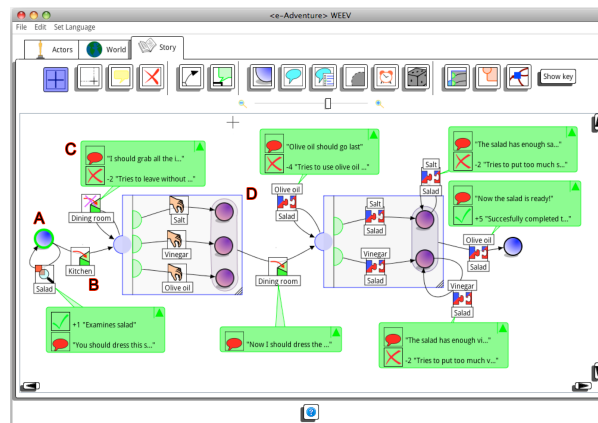 <e-Adventure> WEEV
File Edit Set Language
Actors World Story
Show key
C
"I should grab all the i..."
-2 "Tries to leave without ..."
Dining room
A
Salad
Kitchen
B
+1 "Examines salad"
"You should dress this s..."
Salt
Vinegar
Olive oil
D
"Olive oil should go last"
-4 "Tries to use olive oil ..."
Olive oil
Salad
Dining room
"Now I should dress the ..."
Salt
Salad
Vinegar
Salad
Salt
Salad
"The salad has enough sa..."
+2 "Tries to put too much s...
"Now the salad is ready!"
+5 "Succesfully completed t..."
Olive oil
Salad
Vinegar
Salad
"The salad has enough vi..."
-2 "Tries to put too much v..."
?